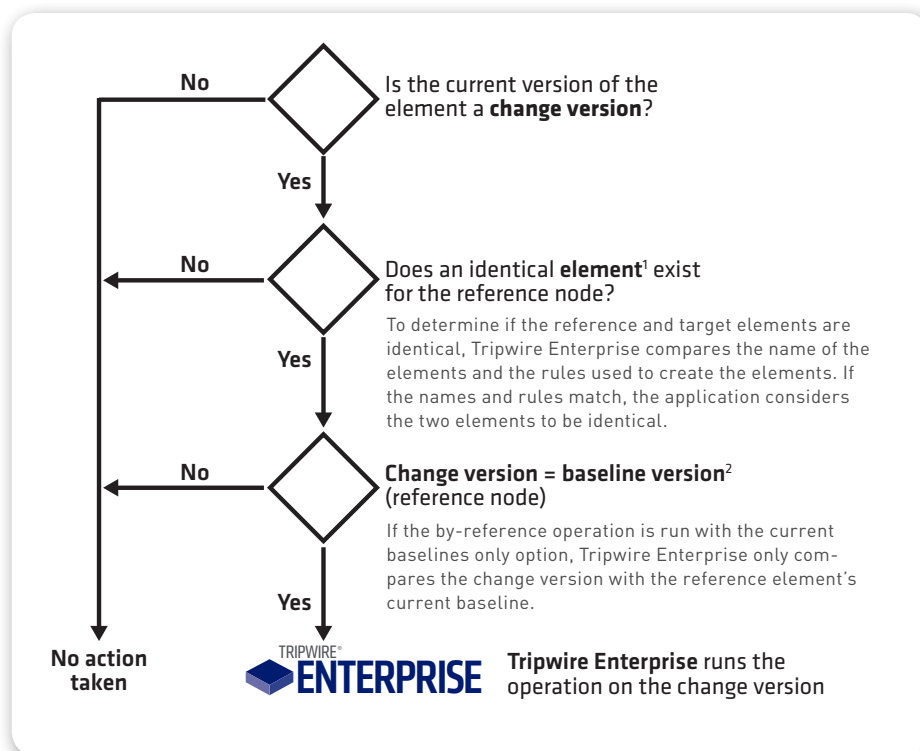 No
Is the current version of the
element a change version?
Yes
No
Does an identical element¹ exist
for the reference node?
To determine if the reference and target elements are
identical, Tripwire Enterprise compares the name of the
elements and the rules used to create the elements. If
the names and rules match, the application considers
the two elements to be identical.
Yes
No
Change version = baseline version²
(reference node)
If the by-reference operation is run with the current
baselines only option, Tripwire Enterprise only com-
pares the change version with the reference element's
current baseline.
Yes
No action
taken
TRIPWIRE®
ENTERPRISE
Tripwire Enterprise runs the
operation on the change version